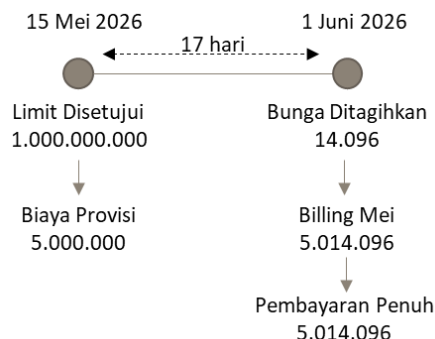 15 Mei 2026
1 Juni 2026
17 hari
Limit Disetujui
1.000.000.000
Bunga Ditagihkan
14.096
Biaya Provisi
5.000.000
Billing Mei
5.014.096
Pembayaran Penuh
5.014.096